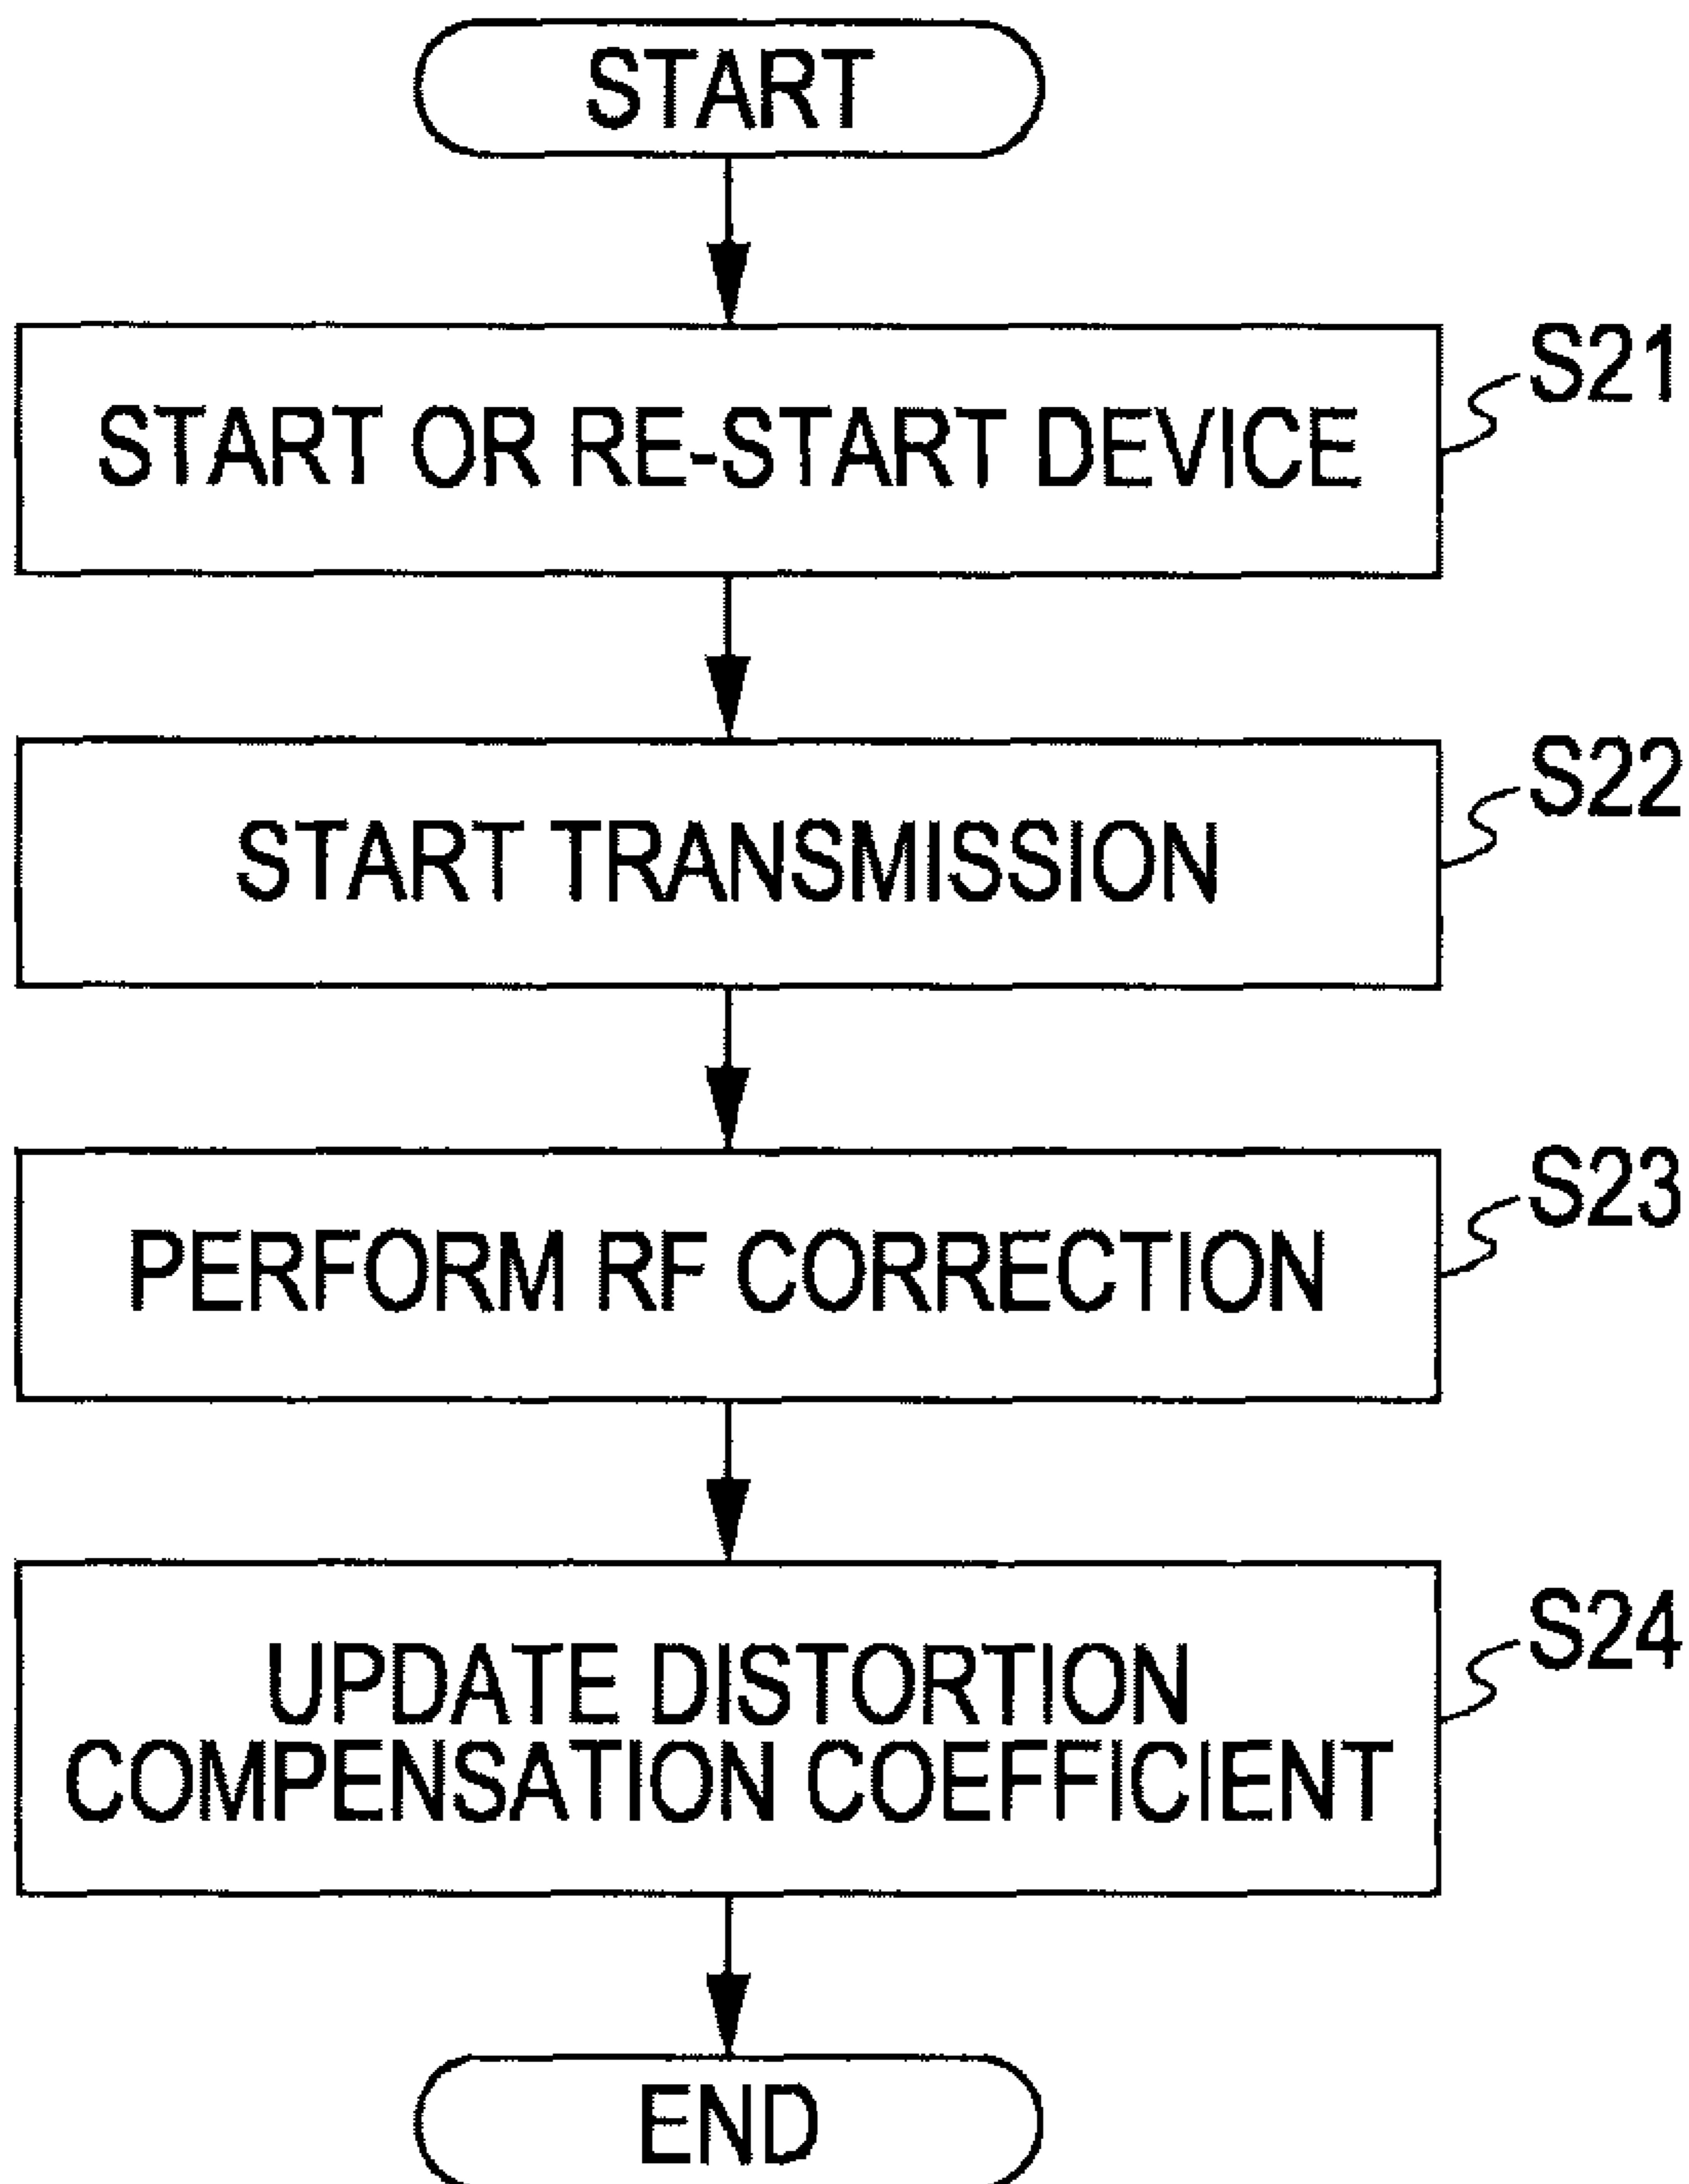 START
START OR RE-START DEVICE
S21
START TRANSMISSION
S22
PERFORM RF CORRECTION
S23
UPDATE DISTORTION
COMPENSATION COEFFICIENT
S24
END